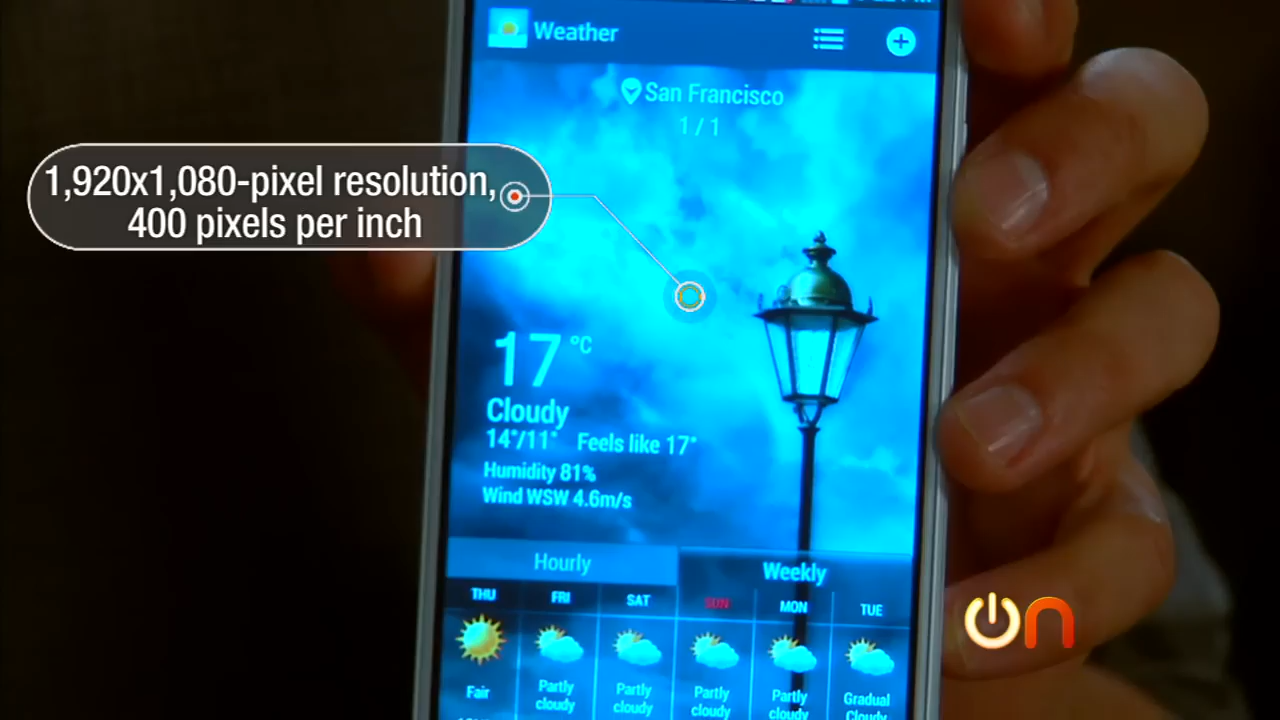 Weather
San Francisco
1/1
1,920x1,080-pixel resolution,
400 pixels per inch
17 °C
Cloudy
14°/11° Feels like 17°
Humidity 81%
Wind WSW 4.6m/s
Hourly Weekly
THU FRI SAT SUN MON TUE
Fair Partly cloudy Partly cloudy Partly cloudy Partly cloudy Gradual Cloudy
on